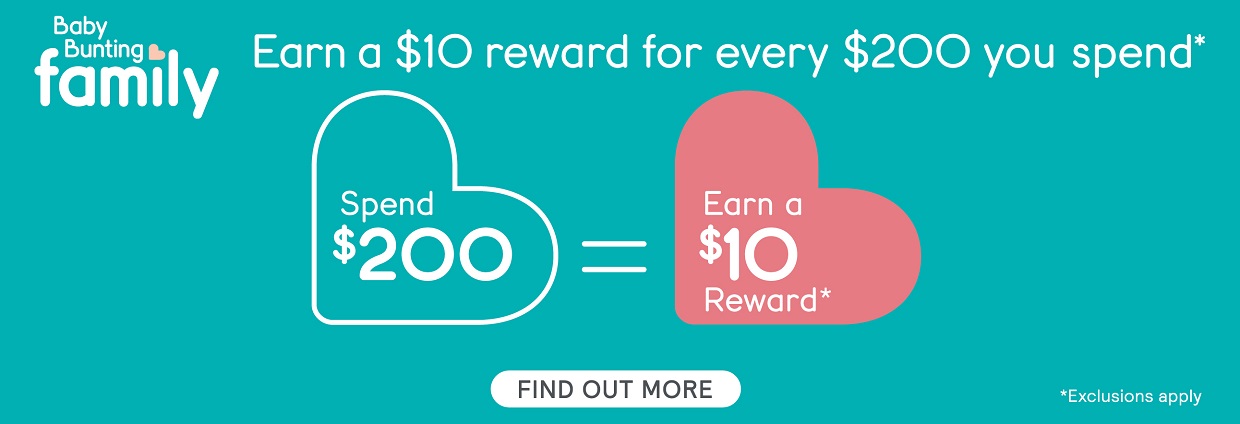 Baby
Bunting
family
Earn a $10 reward for every $200 you spend*
Spend
$200
=
Earn a
$10
Reward*
FIND OUT MORE
*Exclusions apply